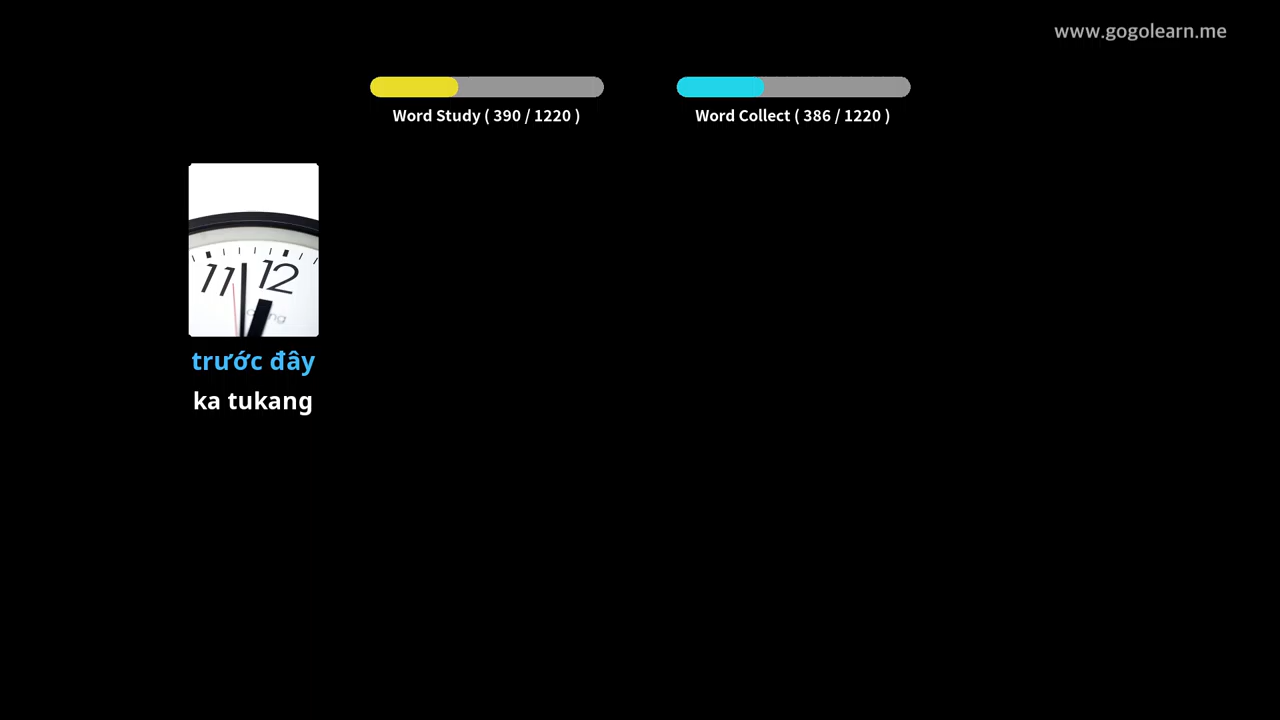 www.gogolearn.me
Word Study ( 390 / 1220 )
Word Collect ( 386 / 1220 )
11 12
trước đây
ka tukang